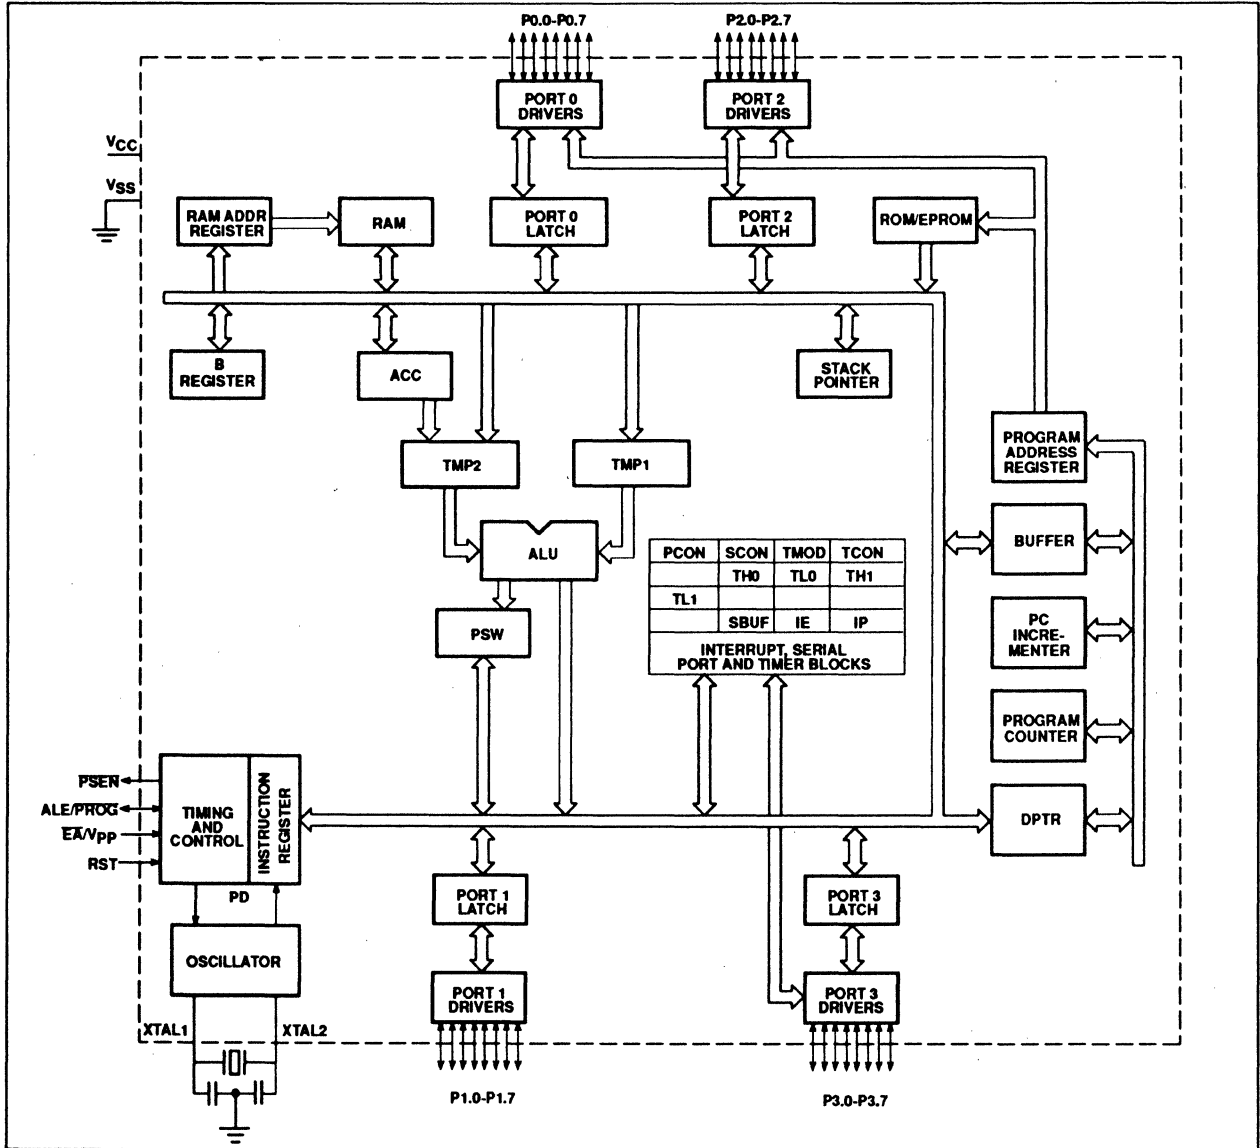 P0.0-P0.7
P2.0-P2.7
PORT 0
DRIVERS
PORT 2
DRIVERS
VCC
VSS
RAM ADDR
REGISTER
RAM
PORT 0
LATCH
PORT 2
LATCH
ROM/EPROM
B
REGISTER
ACC
STACK
POINTER
TMP2
TMP1
PROGRAM
ADDRESS
REGISTER
ALU
BUFFER
PCON SCON TMOD TCON
TH0 TL0 TH1
TL1
SBUF IE IP
INTERRUPT, SERIAL
PORT AND TIMER BLOCKS
PSW
PC
INCRE-
MENTER
PROGRAM
COUNTER
DPTR
PSEN
ALE/PROG
EA/VPP
RST
TIMING
AND
CONTROL
INSTRUCTION
REGISTER
PD
OSCILLATOR
XTAL1
XTAL2
PORT 1
LATCH
PORT 3
LATCH
PORT 1
DRIVERS
PORT 3
DRIVERS
P1.0-P1.7
P3.0-P3.7